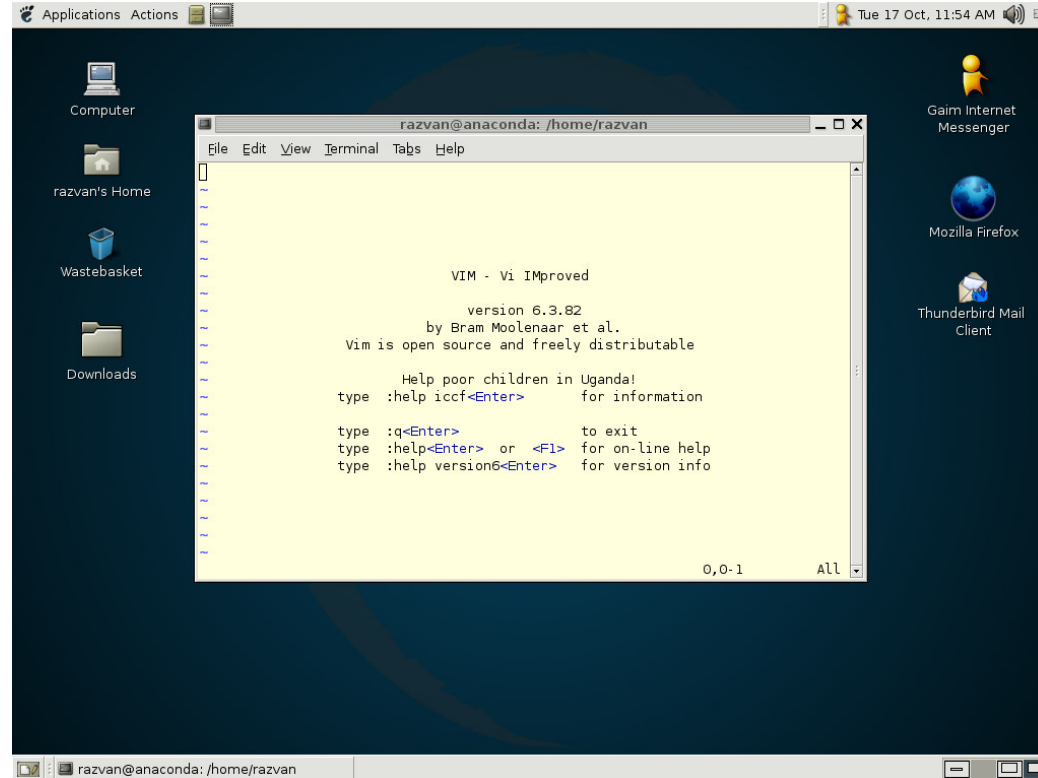 Applications Actions
Tue 17 Oct, 11:54 AM
Computer
razvan's Home
Wastebasket
Downloads
razvan@anaconda: /home/razvan
File Edit View Terminal Tabs Help
~
~
~
~
~
~ VIM - Vi IMproved
~
~ version 6.3.82
~ by Bram Moolenaar et al.
~ Vim is open source and freely distributable
~
~ Help poor children in Uganda!
~ type :help iccf<Enter> for information
~
~ type :q<Enter> to exit
~ type :help<Enter> or <F1> for on-line help
~ type :help version6<Enter> for version info
~
~
~
~
~
0,0-1 All
Gaim Internet
Messenger
Mozilla Firefox
Thunderbird Mail
Client
razvan@anaconda: /home/razvan